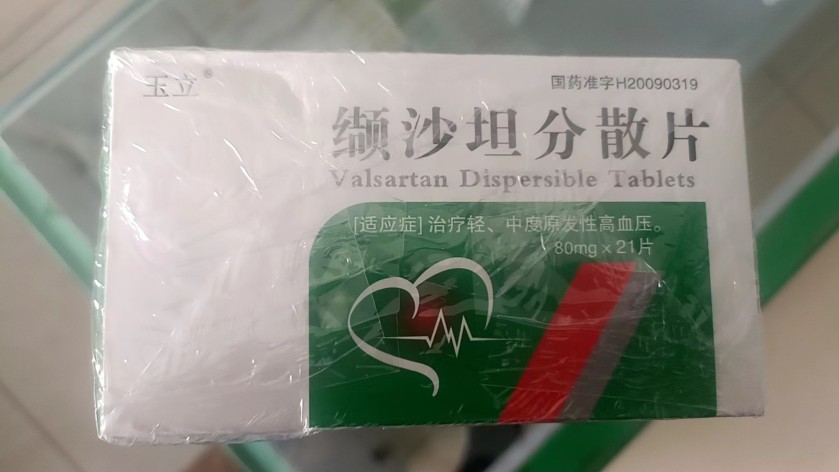 玉立®
国药准字H20090319
缬沙坦分散片
Valsartan Dispersible Tablets
[适应症] 治疗轻、中度原发性高血压。
80mg×21片